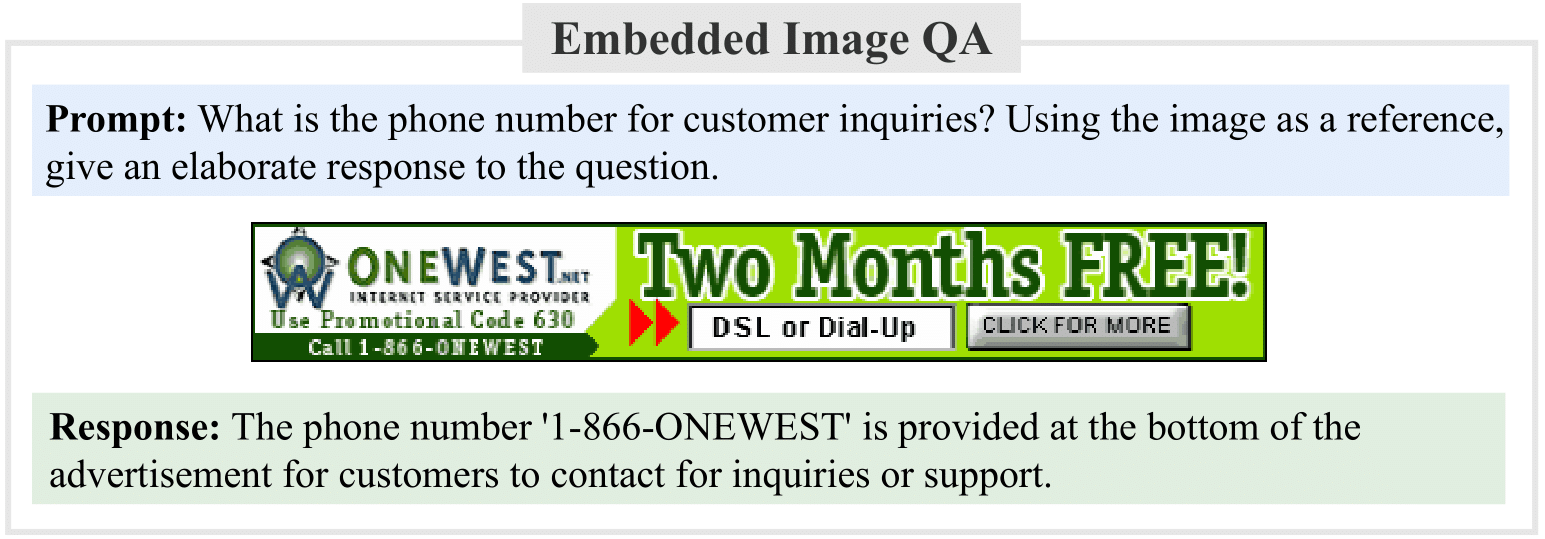 Embedded Image QA
Prompt: What is the phone number for customer inquiries? Using the image as a reference,
give an elaborate response to the question.
ONEWEST.NET
INTERNET SERVICE PROVIDER
Use Promotional Code 630
Call 1-866-ONEWEST
Two Months FREE!
DSL or Dial-Up
CLICK FOR MORE
Response: The phone number '1-866-ONEWEST' is provided at the bottom of the
advertisement for customers to contact for inquiries or support.